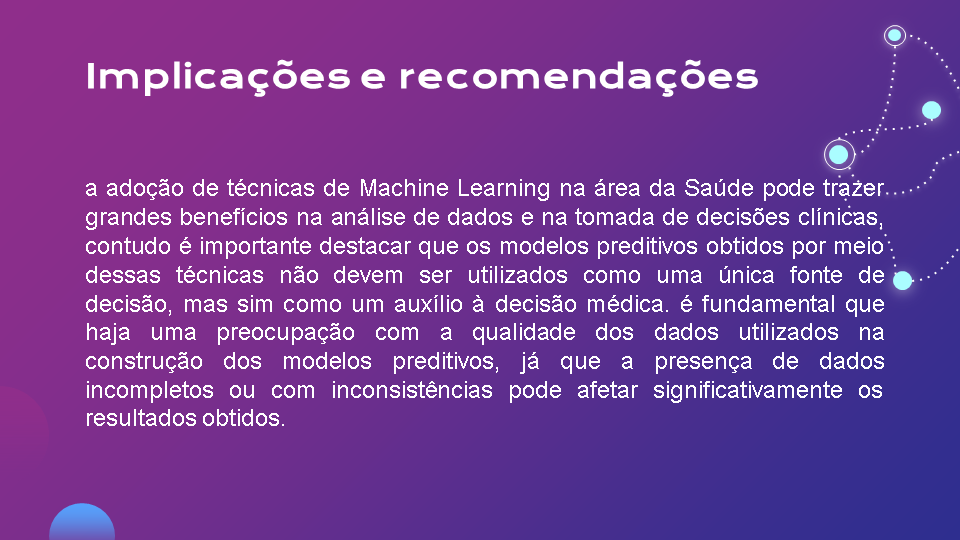 Implicações e recomendações
a adoção de técnicas de Machine Learning na área da Saúde pode trazer
grandes benefícios na análise de dados e na tomada de decisões clínicas,
contudo é importante destacar que os modelos preditivos obtidos por meio
dessas técnicas não devem ser utilizados como uma única fonte de
decisão, mas sim como um auxílio à decisão médica. é fundamental que
haja uma preocupação com a qualidade dos dados utilizados na
construção dos modelos preditivos, já que a presença de dados
incompletos ou com inconsistências pode afetar significativamente os
resultados obtidos.